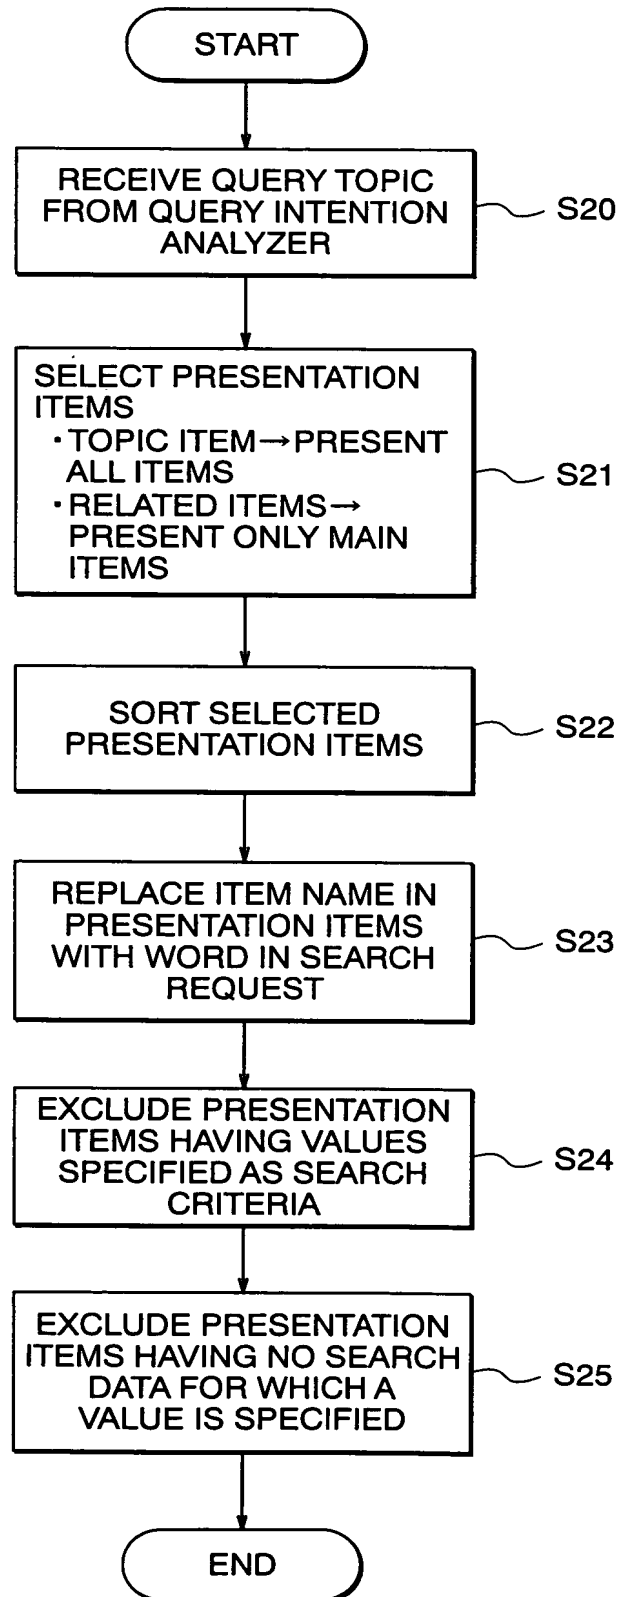 START
RECEIVE QUERY TOPIC
FROM QUERY INTENTION
ANALYZER
S20
SELECT PRESENTATION
ITEMS
・TOPIC ITEM→PRESENT
ALL ITEMS
・RELATED ITEMS→
PRESENT ONLY MAIN
ITEMS
S21
SORT SELECTED
PRESENTATION ITEMS
S22
REPLACE ITEM NAME IN
PRESENTATION ITEMS
WITH WORD IN SEARCH
REQUEST
S23
EXCLUDE PRESENTATION
ITEMS HAVING VALUES
SPECIFIED AS SEARCH
CRITERIA
S24
EXCLUDE PRESENTATION
ITEMS HAVING NO SEARCH
DATA FOR WHICH A
VALUE IS SPECIFIED
S25
END